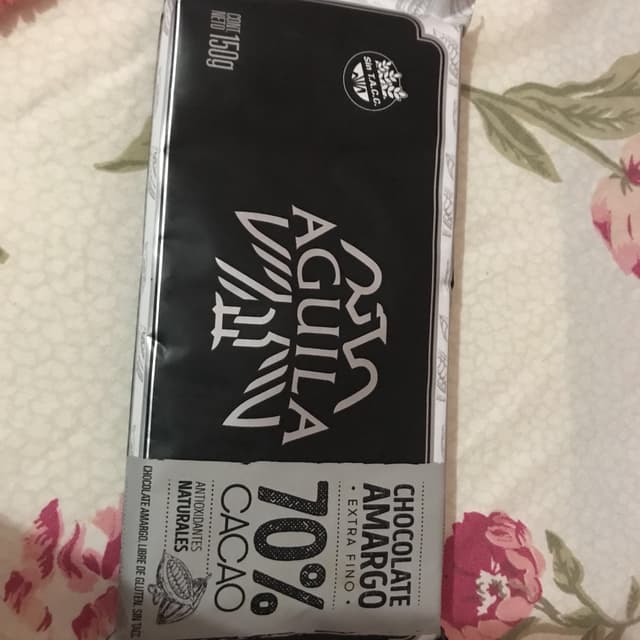 CONT.
NETO 150g
Sin T.A.C.C.
AGUILA
CHOCOLATE
AMARGO
• EXTRA FINO •
70%
CACAO
ANTIOXIDANTES
NATURALES
CHOCOLATE AMARGO. LIBRE DE GLUTEN. SIN TACC